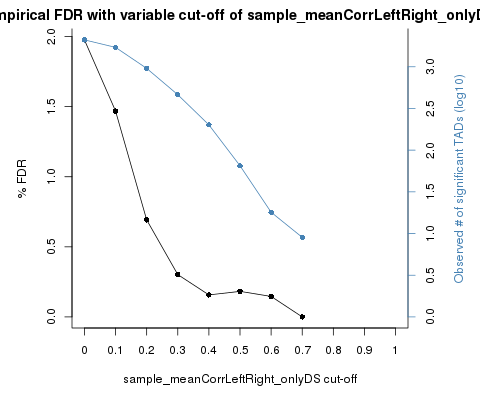 mpirical FDR with variable cut-off of sample_meanCorrLeftRight_onlyD
% FDR
2.0
1.5
1.0
0.5
0.0
0 0.1 0.2 0.3 0.4 0.5 0.6 0.7 0.8 0.9 1
sample_meanCorrLeftRight_onlyDS cut-off
3.0
2.5
2.0
1.5
1.0
0.5
0.0
Observed # of significant TADs (log10)